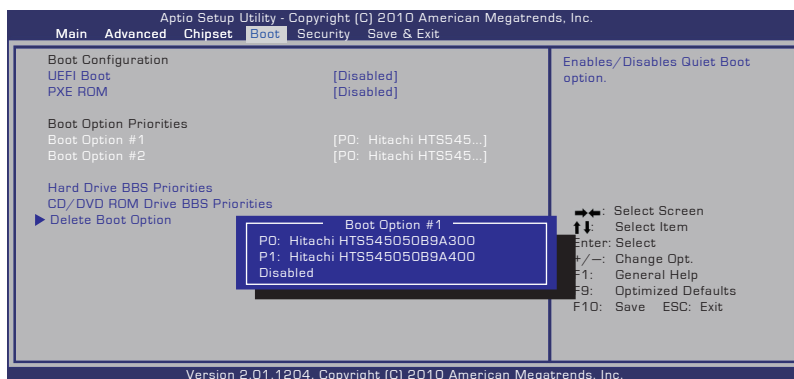 Aptio Setup Utility - Copyright (C) 2010 American Megatrends, Inc.
Main Advanced Chipset Boot Security Save & Exit
Boot Configuration
UEFI Boot [Disabled]
PXE ROM [Disabled]
Boot Option Priorities
Boot Option #1 [P0: Hitachi HTS545...]
Boot Option #2 [P0: Hitachi HTS545...]
Hard Drive BBS Priorities
CD/DVD ROM Drive BBS Priorities
Delete Boot Option
Boot Option #1
P0: Hitachi HTS545050B9A300
P1: Hitachi HTS545050B9A400
Disabled
Enables/Disables Quiet Boot
option.
→←: Select Screen
↑↓: Select Item
Enter: Select
+/—: Change Opt.
F1: General Help
F9: Optimized Defaults
F10: Save ESC: Exit
Version 2.01.1204. Copyright (C) 2010 American Megatrends, Inc.